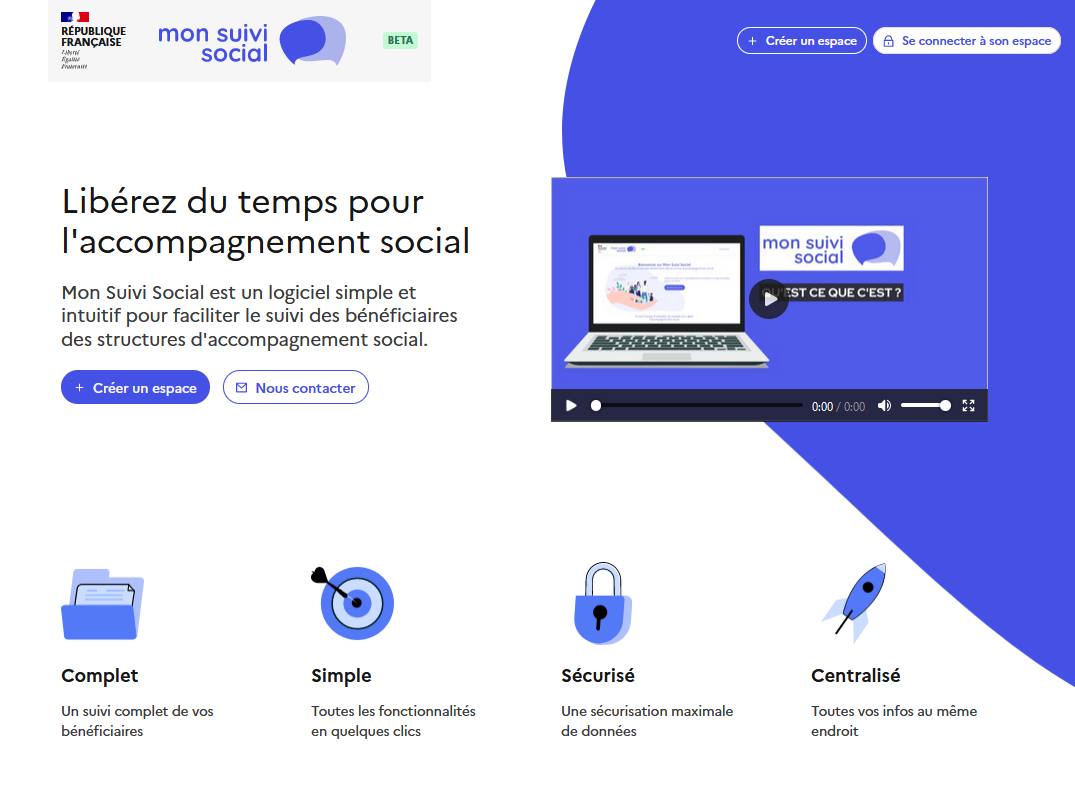 RÉPUBLIQUE
FRANÇAISE
Liberté
Égalité
Fraternité
mon suivi
social
BETA
Créer un espace
Se connecter à son espace
Libérez du temps pour
l'accompagnement social
Mon Suivi Social est un logiciel simple et
intuitif pour faciliter le suivi des bénéficiaires
des structures d'accompagnement social.
Créer un espace
Nous contacter
mon suivi
social
QU'EST CE QUE C'EST ?
0:00 / 0:00
Complet
Simple
Sécurisé
Centralisé
Un suivi complet de vos
bénéficiaires
Toutes les fonctionnalités
en quelques clics
Une sécurisation maximale
de données
Toutes vos infos au même
endroit